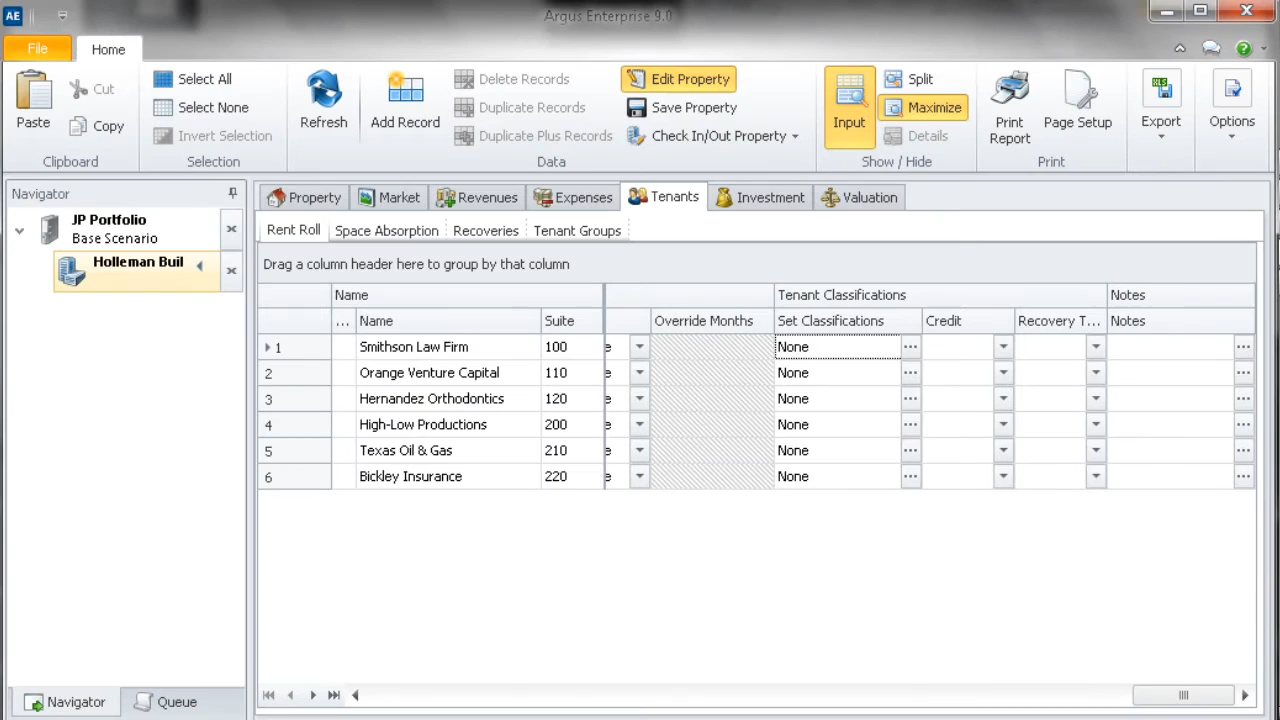 AE
Argus Enterprise 9.0
File
Home
Paste
Cut
Copy
Clipboard
Select All
Select None
Invert Selection
Selection
Refresh
Add Record
Delete Records
Duplicate Records
Duplicate Plus Records
Edit Property
Save Property
Check In/Out Property
Data
Input
Split
Maximize
Details
Show / Hide
Print Report
Page Setup
Print
XLS
Export
Options
Navigator
JP Portfolio
Base Scenario
Holleman Buil
Property
Market
Revenues
Expenses
Tenants
Investment
Valuation
Rent Roll
Space Absorption
Recoveries
Tenant Groups
Drag a column header here to group by that column
Name Tenant Classifications Notes
... Name Suite Override Months Set Classifications Credit Recovery T... Notes
1 Smithson Law Firm 100 e None ... ...
2 Orange Venture Capital 110 e None ... ...
3 Hernandez Orthodontics 120 e None ... ...
4 High-Low Productions 200 e None ... ...
5 Texas Oil & Gas 210 e None ... ...
6 Bickley Insurance 220 e None ... ...
Navigator
Queue